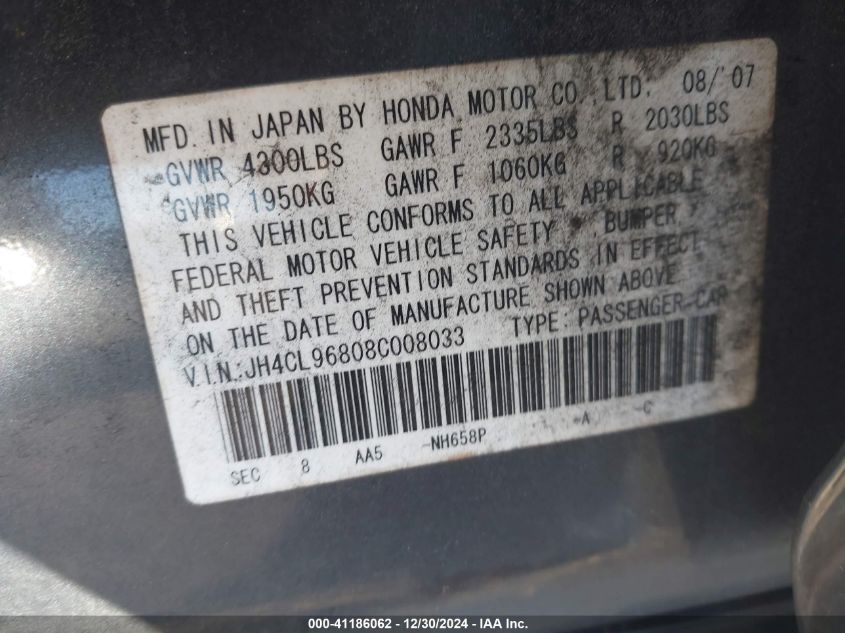 MFD. IN JAPAN BY HONDA MOTOR CO.,LTD. 08/'07
GVWR 4300LBS GAWR F 2335LBS R 2030LBS
GVWR 1950KG GAWR F 1060KG R 920KG
THIS VEHICLE CONFORMS TO ALL APPLICABLE
FEDERAL MOTOR VEHICLE SAFETY BUMPER
AND THEFT PREVENTION STANDARDS IN EFFECT
ON THE DATE OF MANUFACTURE SHOWN ABOVE
V.I.N.:JH4CL96808C008033 TYPE: PASSENGER CAR
SEC 8 AA5 -NH658P -A -C
000-41186062 - 12/30/2024 - IAA Inc.